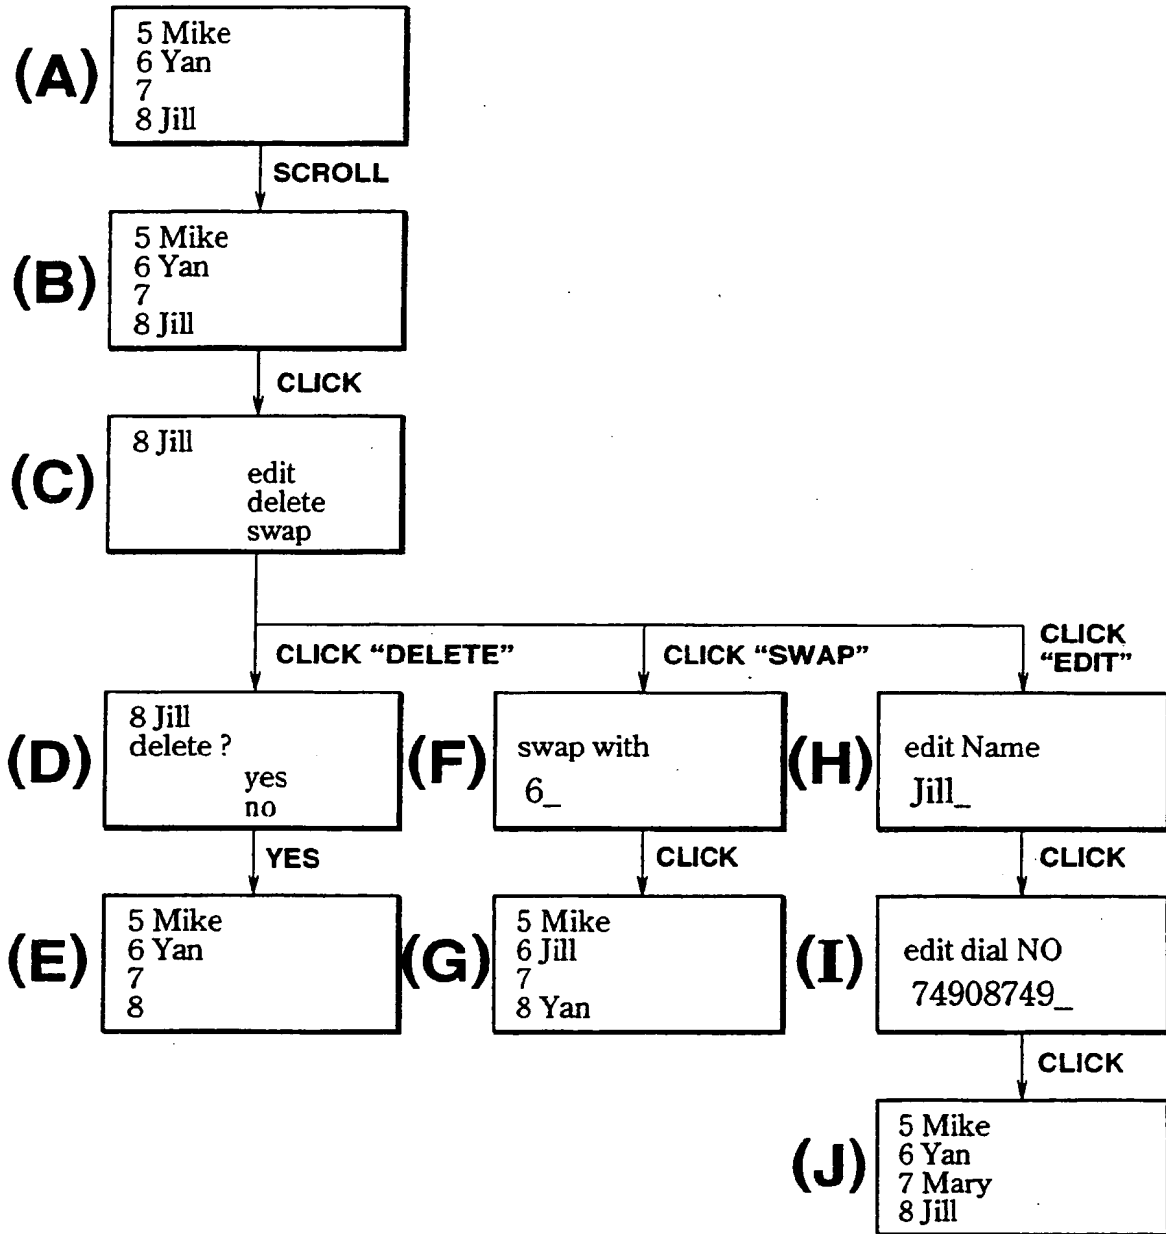 (A)
5 Mike
6 Yan
7
8 Jill
SCROLL
(B)
5 Mike
6 Yan
7
8 Jill
CLICK
(C)
8 Jill
edit
delete
swap
CLICK “DELETE”
CLICK “SWAP”
CLICK
“EDIT”
(D)
8 Jill
delete ?
yes
no
(F)
swap with
6_
(H)
edit Name
Jill_
YES
CLICK
CLICK
(E)
5 Mike
6 Yan
7
8
(G)
5 Mike
6 Jill
7
8 Yan
(I)
edit dial NO
74908749_
CLICK
(J)
5 Mike
6 Yan
7 Mary
8 Jill